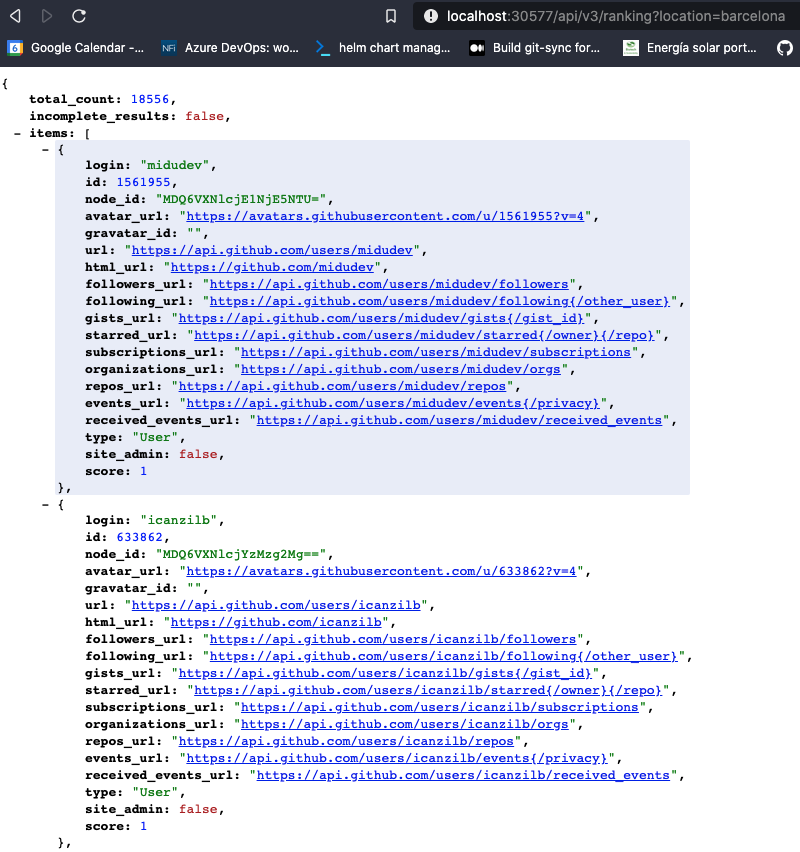 localhost:30577/api/v3/ranking?location=barcelona
6 Google Calendar -... NFi Azure DevOps: wo... helm chart manag... Build git-sync for... Energía solar port...
{
total_count: 18556,
incomplete_results: false,
− items: [
− {
login: "midudev",
id: 1561955,
node_id: "MDQ6VXNlcjE1NjE5NTU=",
avatar_url: "https://avatars.githubusercontent.com/u/1561955?v=4",
gravatar_id: "",
url: "https://api.github.com/users/midudev",
html_url: "https://github.com/midudev",
followers_url: "https://api.github.com/users/midudev/followers",
following_url: "https://api.github.com/users/midudev/following{/other_user}",
gists_url: "https://api.github.com/users/midudev/gists{/gist_id}",
starred_url: "https://api.github.com/users/midudev/starred{/owner}{/repo}",
subscriptions_url: "https://api.github.com/users/midudev/subscriptions",
organizations_url: "https://api.github.com/users/midudev/orgs",
repos_url: "https://api.github.com/users/midudev/repos",
events_url: "https://api.github.com/users/midudev/events{/privacy}",
received_events_url: "https://api.github.com/users/midudev/received_events",
type: "User",
site_admin: false,
score: 1
},
− {
login: "icanzilb",
id: 633862,
node_id: "MDQ6VXNlcjYzMzg2Mg==",
avatar_url: "https://avatars.githubusercontent.com/u/633862?v=4",
gravatar_id: "",
url: "https://api.github.com/users/icanzilb",
html_url: "https://github.com/icanzilb",
followers_url: "https://api.github.com/users/icanzilb/followers",
following_url: "https://api.github.com/users/icanzilb/following{/other_user}",
gists_url: "https://api.github.com/users/icanzilb/gists{/gist_id}",
starred_url: "https://api.github.com/users/icanzilb/starred{/owner}{/repo}",
subscriptions_url: "https://api.github.com/users/icanzilb/subscriptions",
organizations_url: "https://api.github.com/users/icanzilb/orgs",
repos_url: "https://api.github.com/users/icanzilb/repos",
events_url: "https://api.github.com/users/icanzilb/events{/privacy}",
received_events_url: "https://api.github.com/users/icanzilb/received_events",
type: "User",
site_admin: false,
score: 1
},